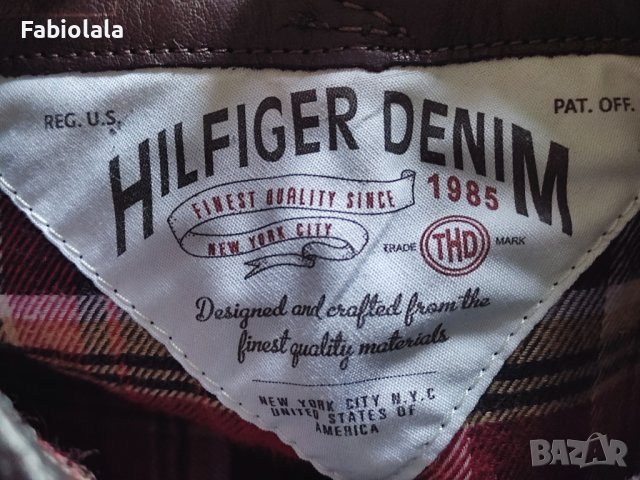 Fabiolala
REG. U.S.
PAT. OFF.
HILFIGER DENIM
FINEST QUALITY SINCE
1985
NEW YORK CITY
TRADE THD MARK
Designed and crafted from the
finest quality materials
NEW YORK CITY N.Y.C
UNITED STATES OF
AMERICA
BAZAR